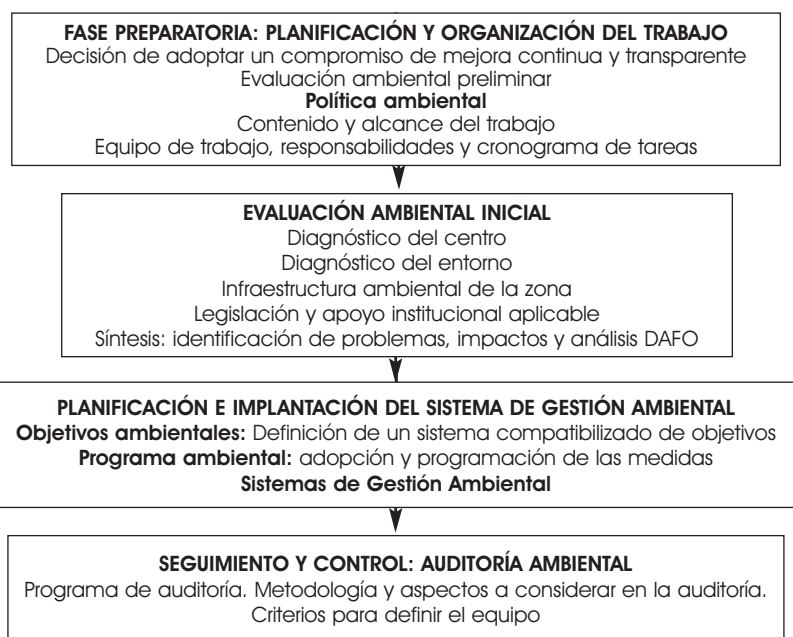 FASE PREPARATORIA: PLANIFICACIÓN Y ORGANIZACIÓN DEL TRABAJO
Decisión de adoptar un compromiso de mejora continua y transparente
Evaluación ambiental preliminar
Política ambiental
Contenido y alcance del trabajo
Equipo de trabajo, responsabilidades y cronograma de tareas
EVALUACIÓN AMBIENTAL INICIAL
Diagnóstico del centro
Diagnóstico del entorno
Infraestructura ambiental de la zona
Legislación y apoyo institucional aplicable
Síntesis: identificación de problemas, impactos y análisis DAFO
PLANIFICACIÓN E IMPLANTACIÓN DEL SISTEMA DE GESTIÓN AMBIENTAL
Objetivos ambientales: Definición de un sistema compatibilizado de objetivos
Programa ambiental: adopción y programación de las medidas
Sistemas de Gestión Ambiental
SEGUIMIENTO Y CONTROL: AUDITORÍA AMBIENTAL
Programa de auditoría. Metodología y aspectos a considerar en la auditoría.
Criterios para definir el equipo